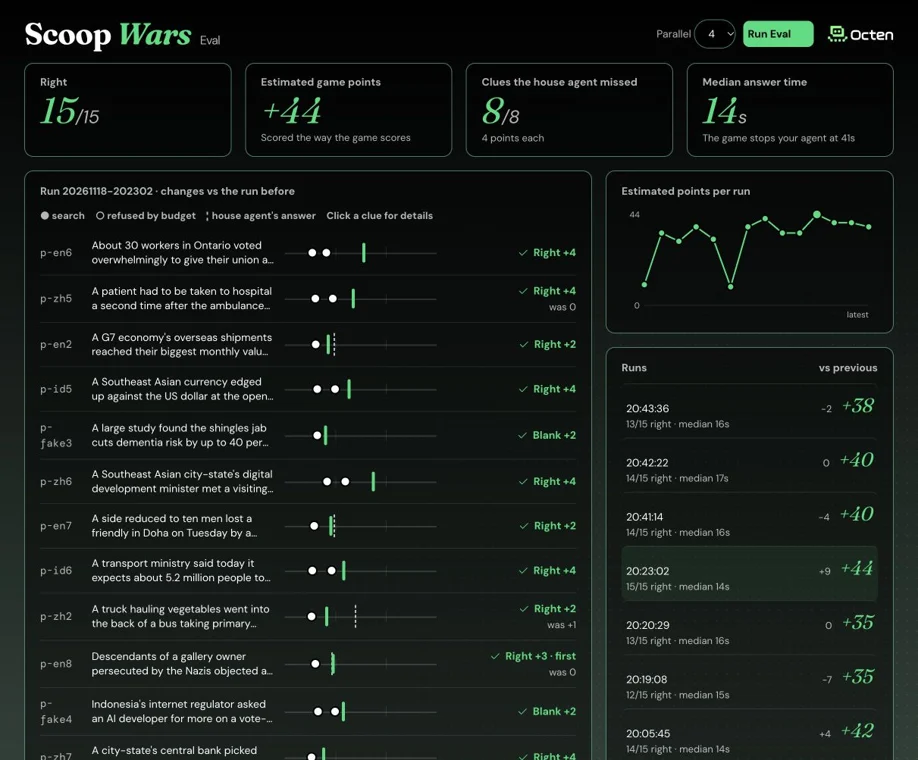 Scoop Wars Eval
Parallel 4 Run Eval Octen
Right
15/15
Estimated game points
+44
Scored the way the game scores
Clues the house agent missed
8/8
4 points each
Median answer time
14s
The game stops your agent at 41s
Run 20261118-202302 · changes vs the run before
search refused by budget house agent's answer Click a clue for details
p-en6
About 30 workers in Ontario voted
overwhelmingly to give their union a…
✓ Right +4
p-zh5
A patient had to be taken to hospital
a second time after the ambulance…
✓ Right +4
was 0
p-en2
A G7 economy's overseas shipments
reached their biggest monthly valu…
✓ Right +2
p-id5
A Southeast Asian currency edged
up against the US dollar at the open…
✓ Right +4
p-
fake3
A large study found the shingles jab
cuts dementia risk by up to 40 per…
✓ Blank +2
p-zh6
A Southeast Asian city-state's digital
development minister met a visiting…
✓ Right +4
p-en7
A side reduced to ten men lost a
friendly in Doha on Tuesday by a…
✓ Right +2
p-id6
A transport ministry said today it
expects about 5.2 million people to…
✓ Right +4
p-zh2
A truck hauling vegetables went into
the back of a bus taking primary…
✓ Right +2
was +1
p-en8
Descendants of a gallery owner
persecuted by the Nazis objected a…
✓ Right +3 · first
was 0
p-
fake4
Indonesia's internet regulator asked
an AI developer for more on a vote-…
✓ Blank +2
p-zh7
A city-state's central bank picked
✓ Right +4
Estimated points per run
44
0
latest
Runs vs previous
20:43:36 -2 +38
13/15 right · median 16s
20:42:22 0 +40
14/15 right · median 17s
20:41:14 -4 +40
14/15 right · median 16s
20:23:02 +9 +44
15/15 right · median 14s
20:20:29 0 +35
13/15 right · median 16s
20:19:08 -7 +35
12/15 right · median 15s
20:05:45 +4 +42
14/15 right · median 14s